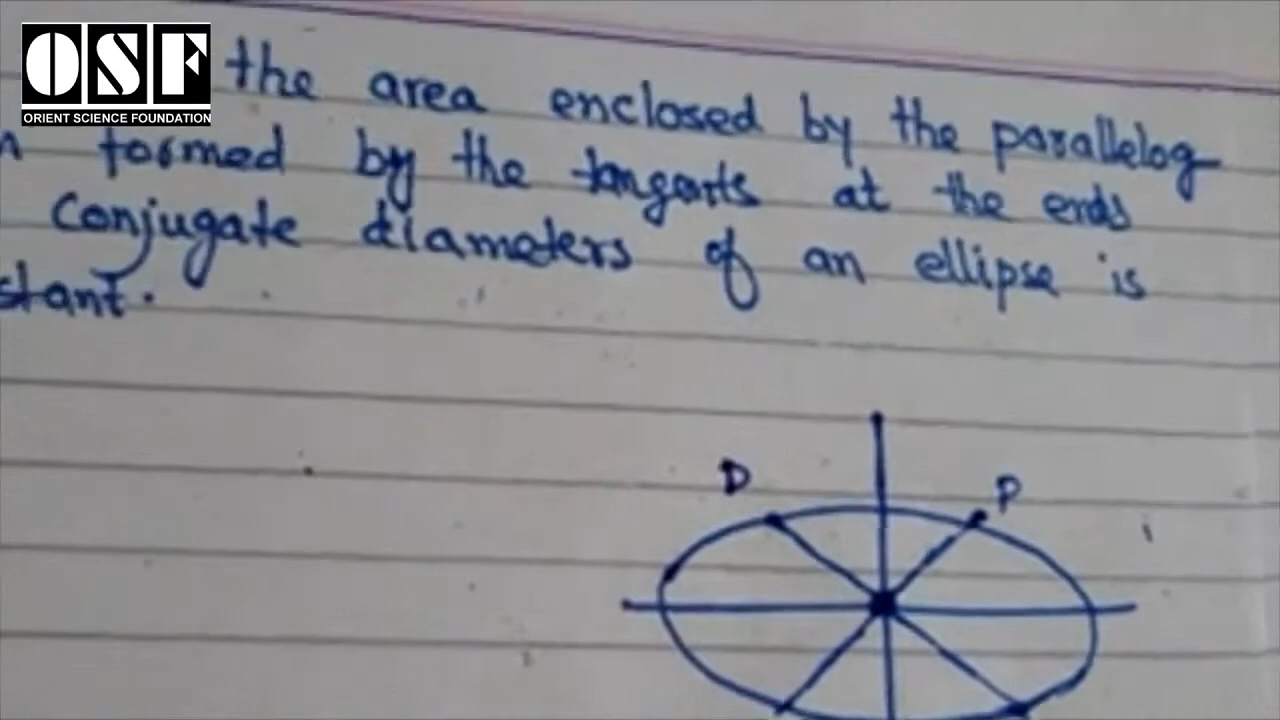 OSF
ORIENT SCIENCE FOUNDATION
the area enclosed by the parallelog
n formed by the tangents at the ends
Conjugate diameters of an ellipse is
stant.
D
P